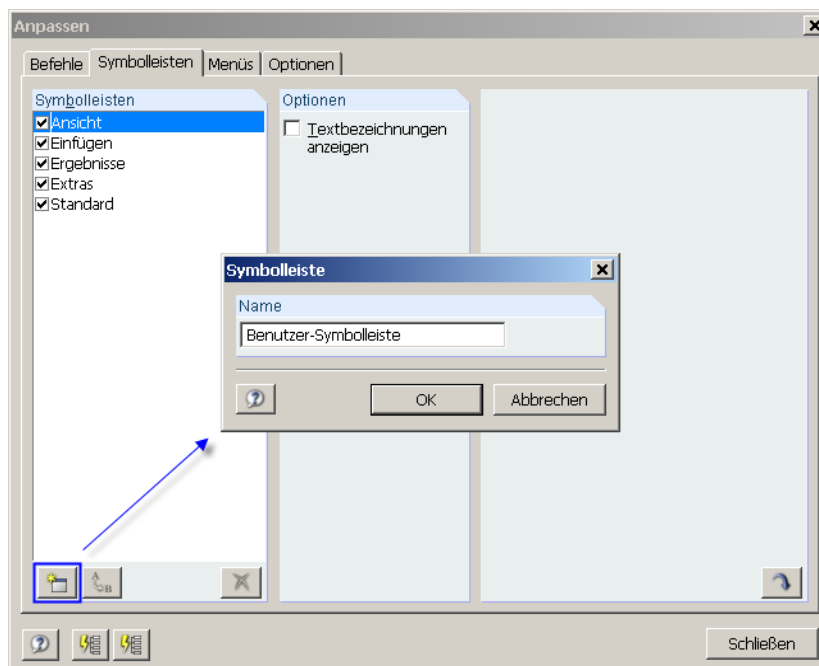 Anpassen
Befehle Symbolleisten Menüs Optionen
Symbolleisten
Ansicht
Einfügen
Ergebnisse
Extras
Standard
Optionen
Textbezeichnungen
anzeigen
Symbolleiste
Name
Benutzer-Symbolleiste
OK Abbrechen
A
B
Schließen